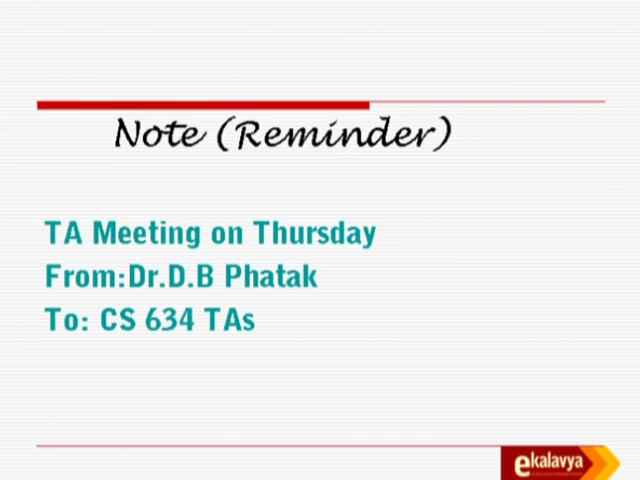 Note (Reminder)
TA Meeting on Thursday
From:Dr.D.B Phatak
To: CS 634 TAs
ekalavya